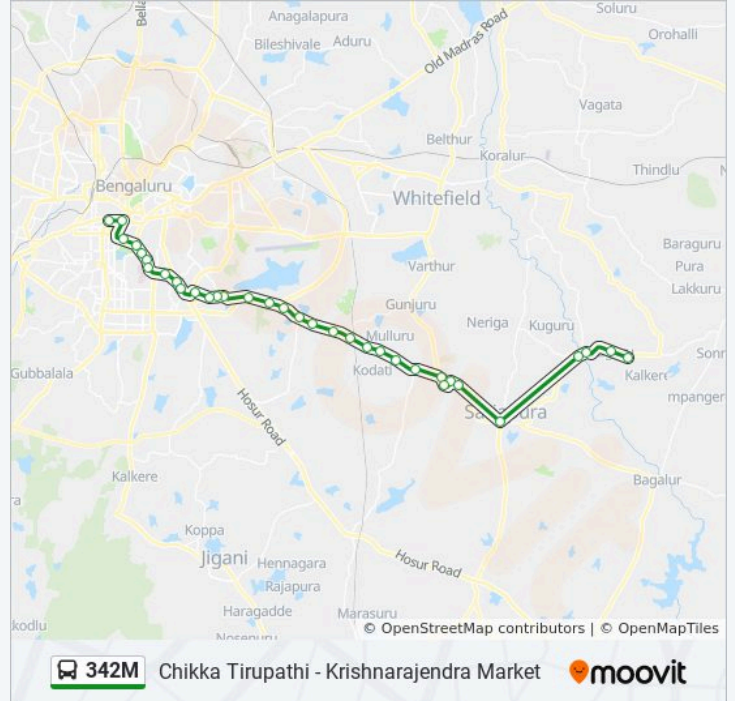 Soluru
Anagalapura
Orohalli
Bileshivale Aduru
Old Madras Road
Vagata
Belthur
Koralur
Thindlu
Bengaluru
Whitefield
Baraguru
Pura
Varthur
Lakkuru
Gunjuru
Neriga
Kuguru
Mulluru
Kodati
Gubbalala
Kalkere
Hosur Road
mpanger
Bagalur
Kalkere
Koppa
Jigani
Hennagara
Hosur Road
Rajapura
Haragadde
Marasuru
kodlu
© OpenStreetMap contributors | © OpenMapTiles
342M Chikka Tirupathi - Krishnarajendra Market moovit